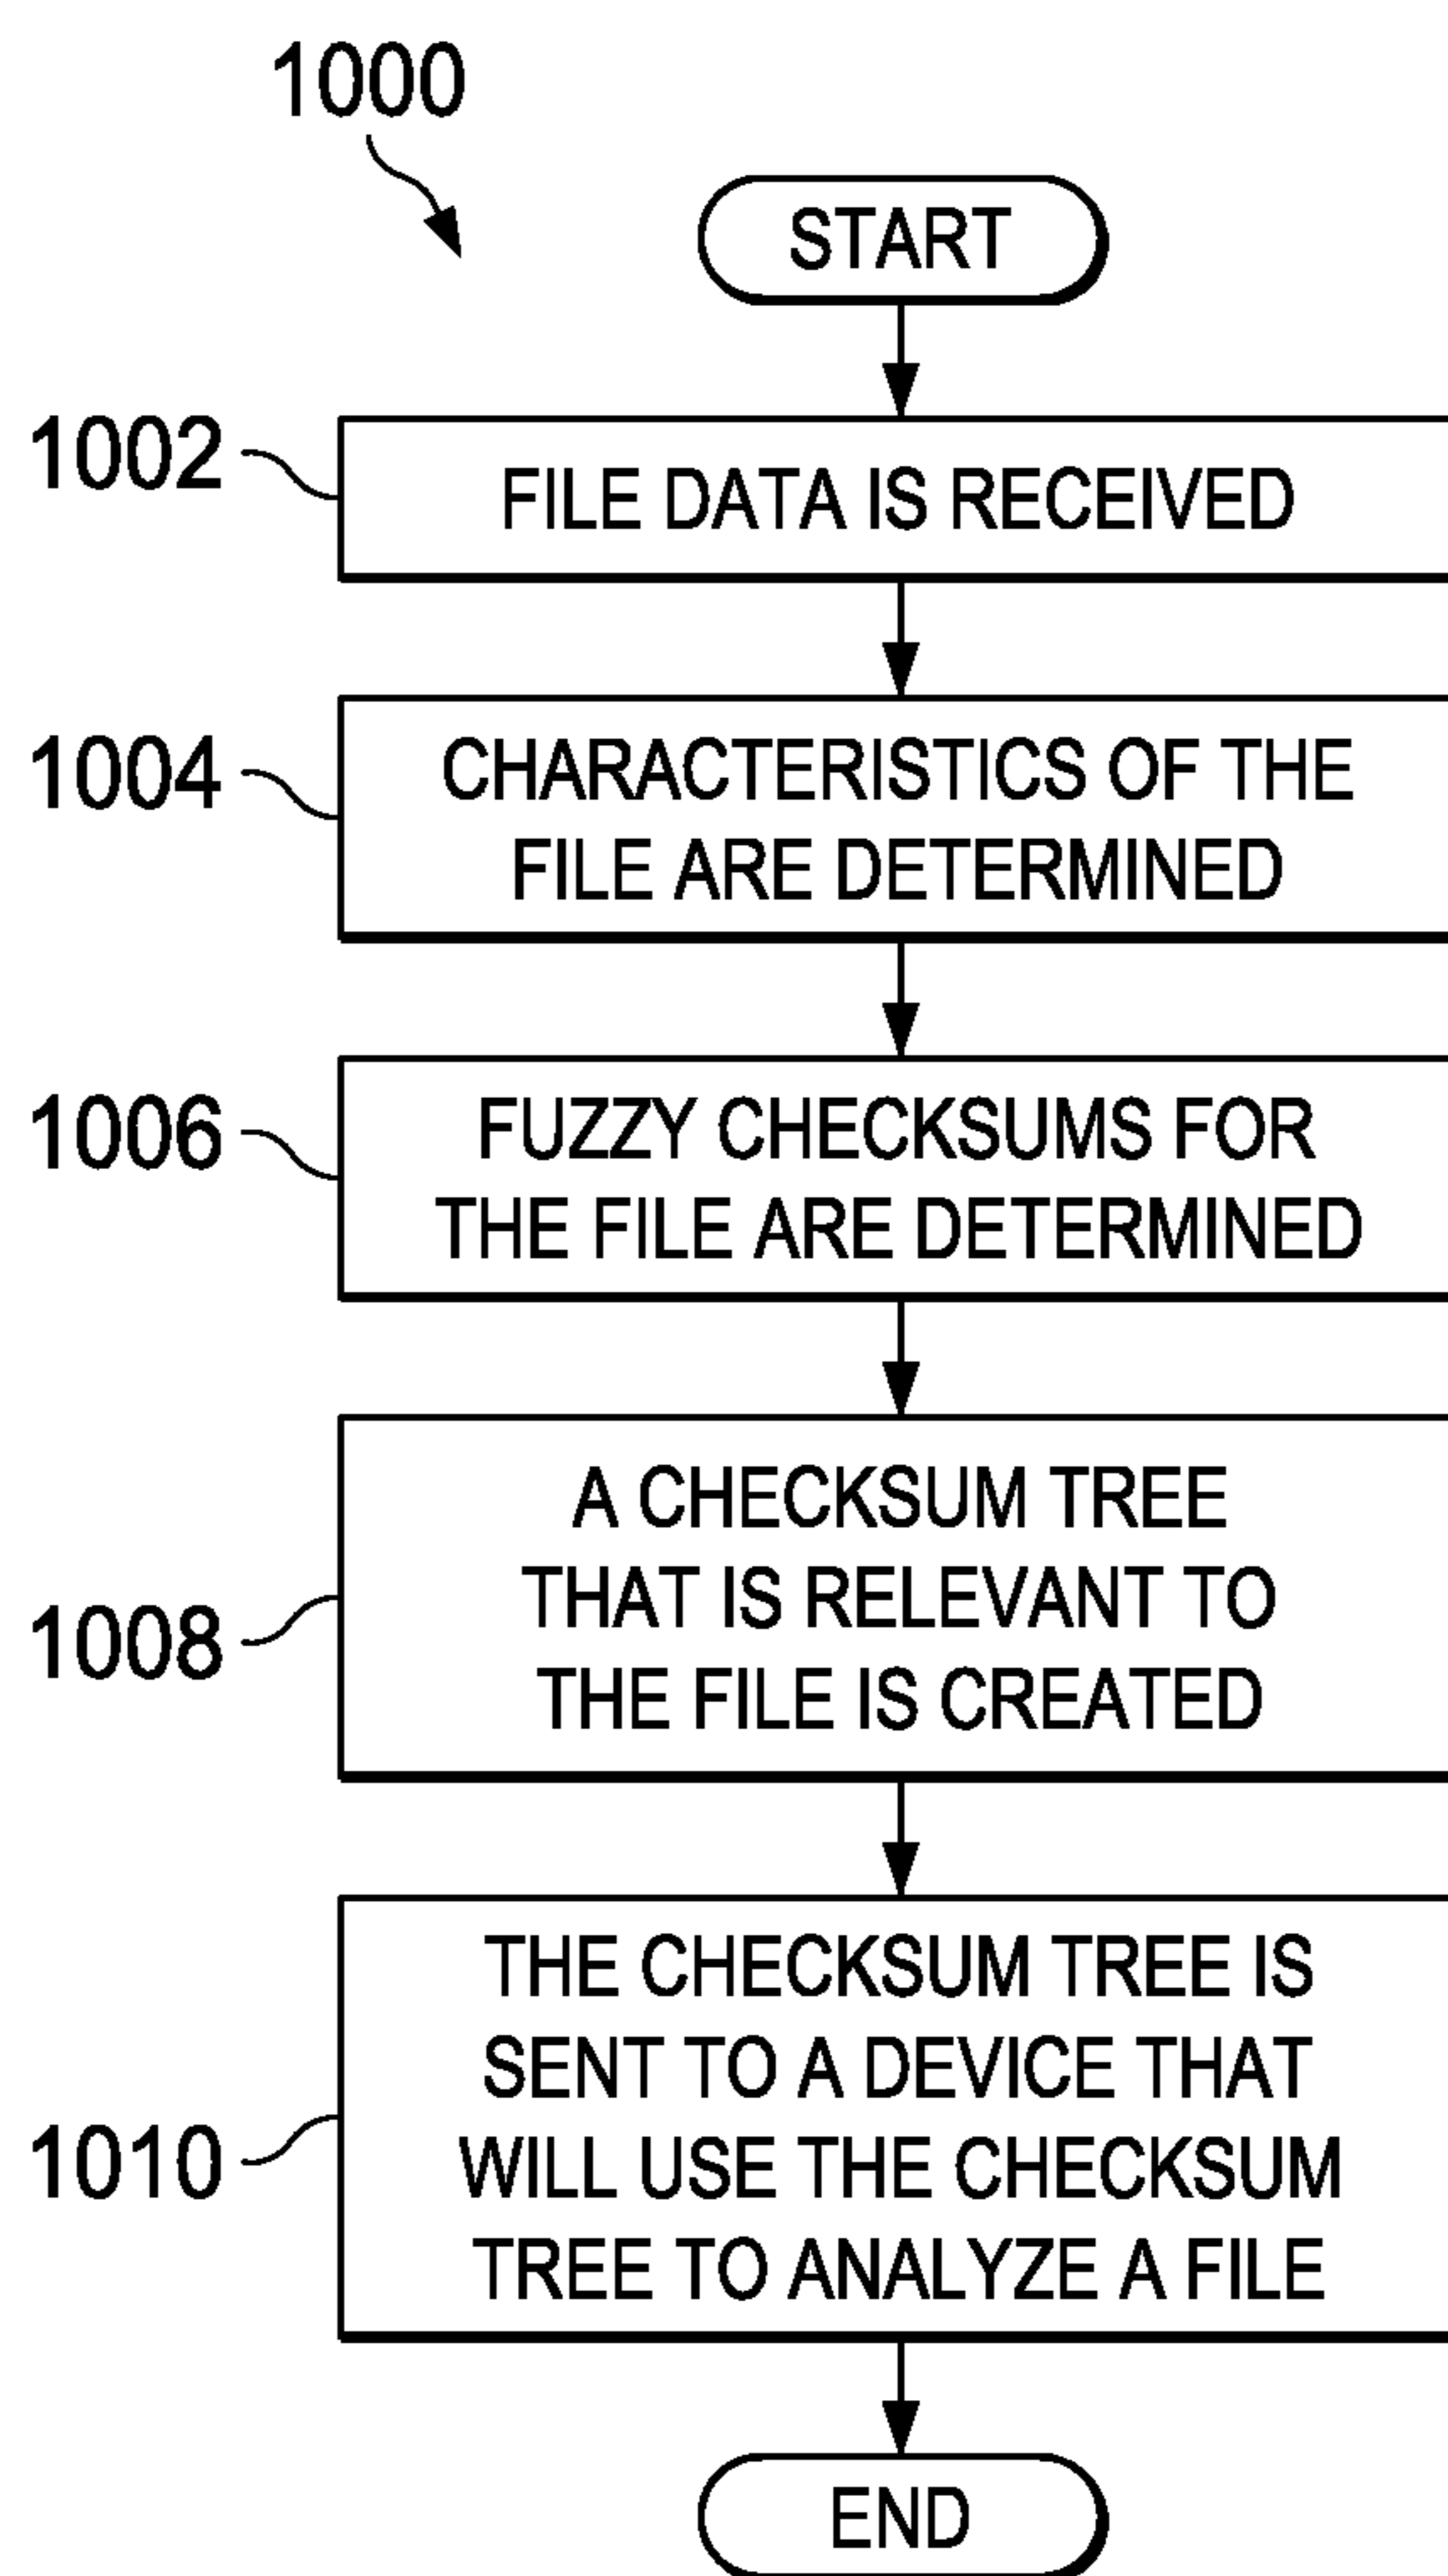 1000
START
1002
FILE DATA IS RECEIVED
1004
CHARACTERISTICS OF THE
FILE ARE DETERMINED
1006
FUZZY CHECKSUMS FOR
THE FILE ARE DETERMINED
1008
A CHECKSUM TREE
THAT IS RELEVANT TO
THE FILE IS CREATED
1010
THE CHECKSUM TREE IS
SENT TO A DEVICE THAT
WILL USE THE CHECKSUM
TREE TO ANALYZE A FILE
END